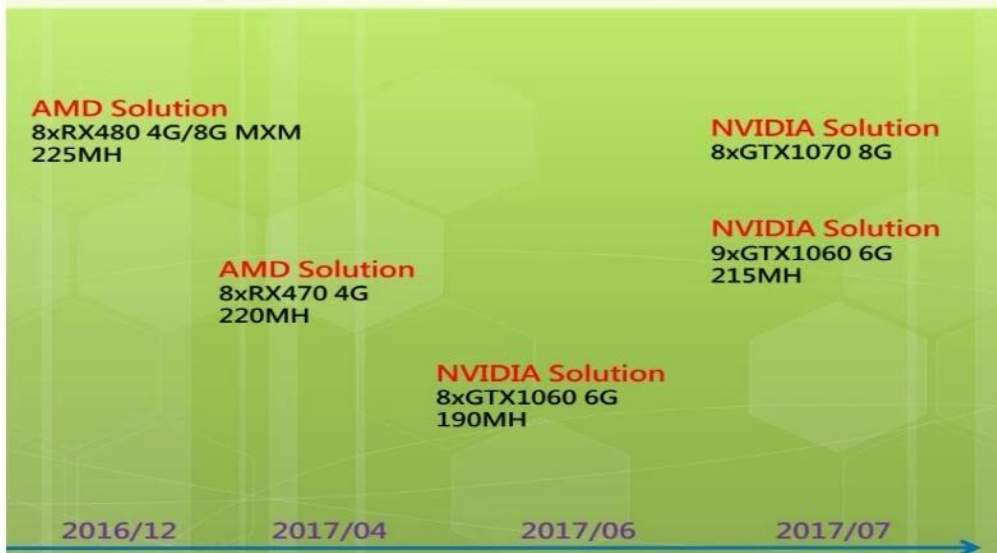 AMD Solution
8xRX480 4G/8G MXM
225MH
AMD Solution
8xRX470 4G
220MH
NVIDIA Solution
8xGTX1060 6G
190MH
NVIDIA Solution
8xGTX1070 8G
NVIDIA Solution
9xGTX1060 6G
215MH
2016/12
2017/04
2017/06
2017/07